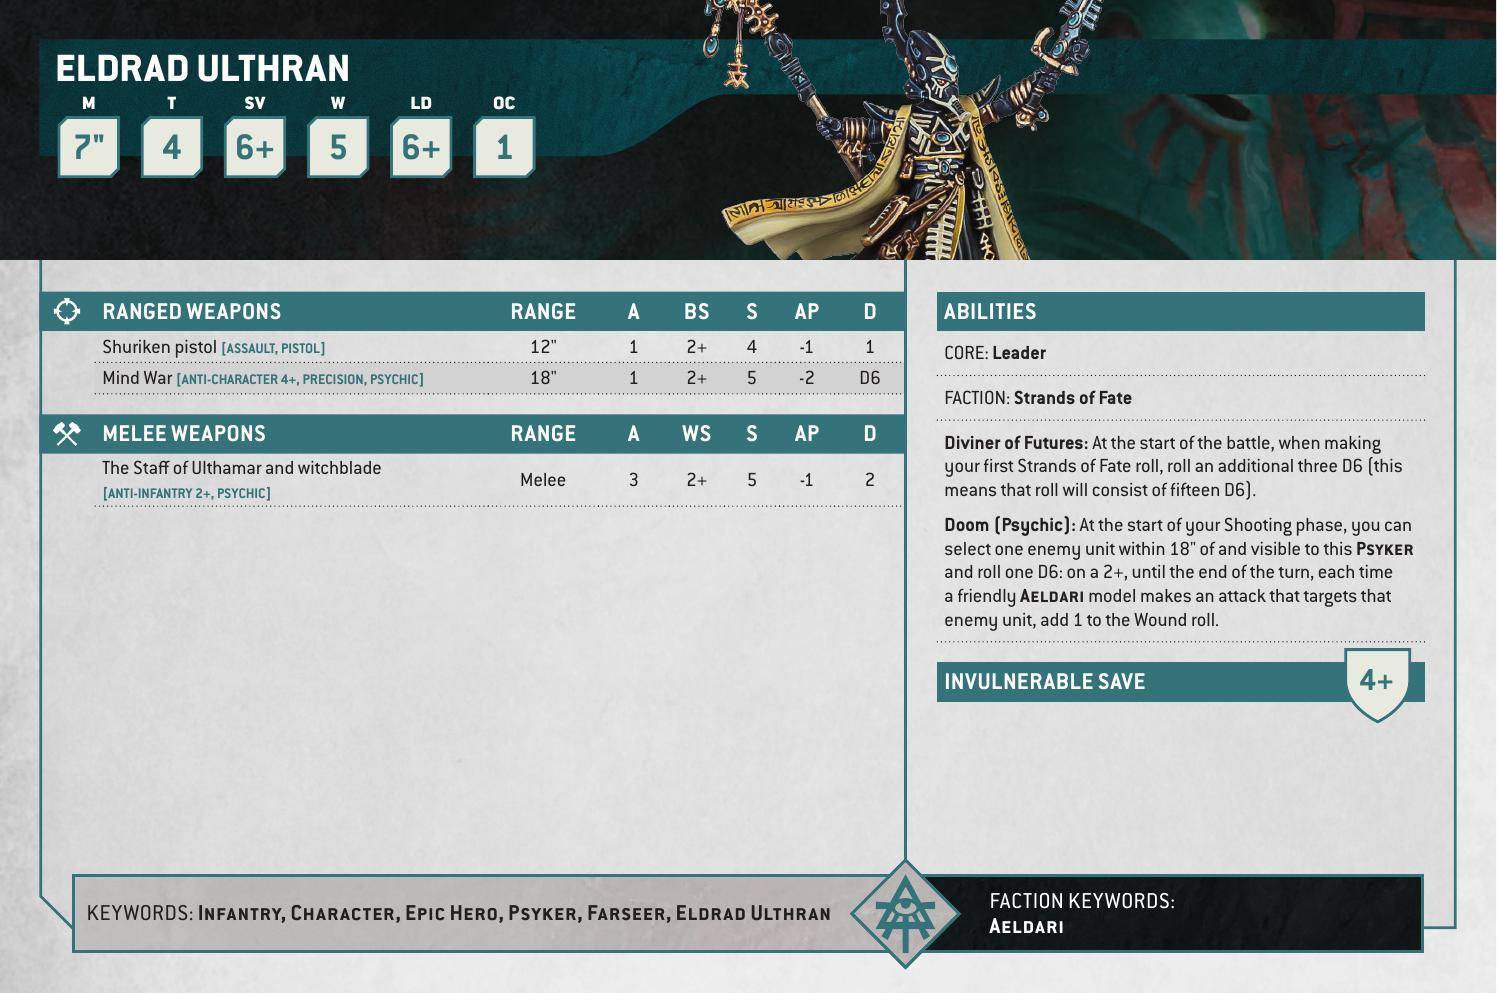 ELDRAD ULTHRAN
M T SV W LD OC
7" 4 6+ 5 6+ 1
RANGED WEAPONS RANGE A BS S AP D
Shuriken pistol [ASSAULT, PISTOL] 12" 1 2+ 4 -1 1
Mind War [ANTI-CHARACTER 4+, PRECISION, PSYCHIC] 18" 1 2+ 5 -2 D6
MELEE WEAPONS RANGE A WS S AP D
The Staff of Ulthamar and witchblade
[ANTI-INFANTRY 2+, PSYCHIC] Melee 3 2+ 5 -1 2
ABILITIES
CORE: Leader
FACTION: Strands of Fate
Diviner of Futures: At the start of the battle, when making
your first Strands of Fate roll, roll an additional three D6 (this
means that roll will consist of fifteen D6).
Doom (Psychic): At the start of your Shooting phase, you can
select one enemy unit within 18" of and visible to this PSYKER
and roll one D6: on a 2+, until the end of the turn, each time
a friendly AELDARI model makes an attack that targets that
enemy unit, add 1 to the Wound roll.
INVULNERABLE SAVE 4+
KEYWORDS: INFANTRY, CHARACTER, EPIC HERO, PSYKER, FARSEER, ELDRAD ULTHRAN
FACTION KEYWORDS:
AELDARI